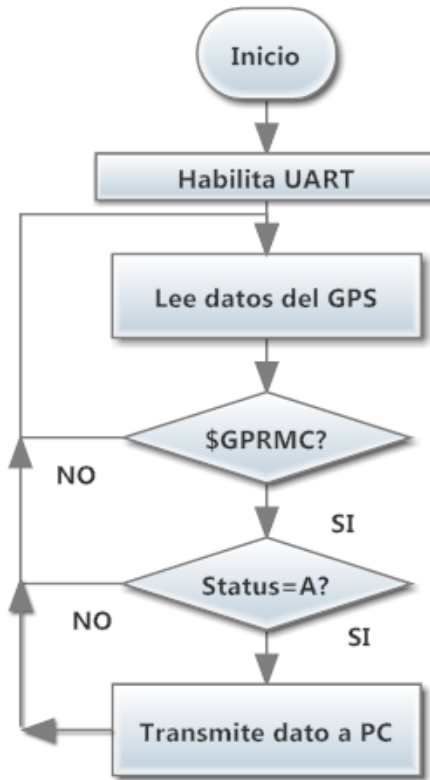 Inicio
Habilita UART
Lee datos del GPS
$GPRMC?
NO
SI
Status=A?
NO
SI
Transmite dato a PC